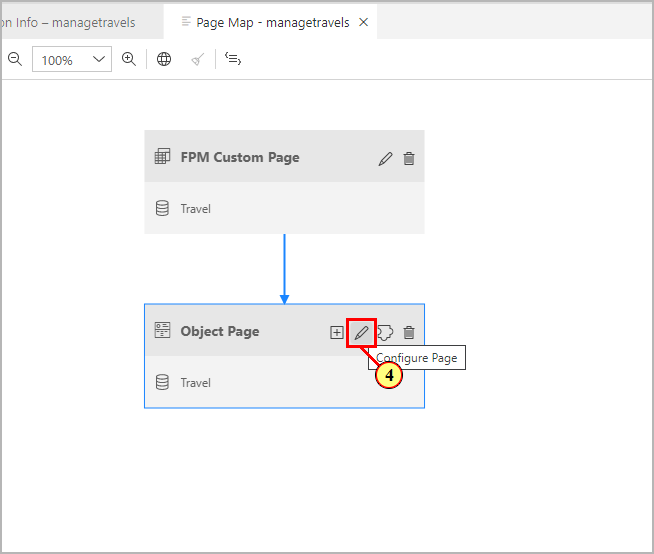 on Info – managetravels
Page Map - managetravels
100%
FPM Custom Page
Travel
Object Page
Configure Page
4
Travel